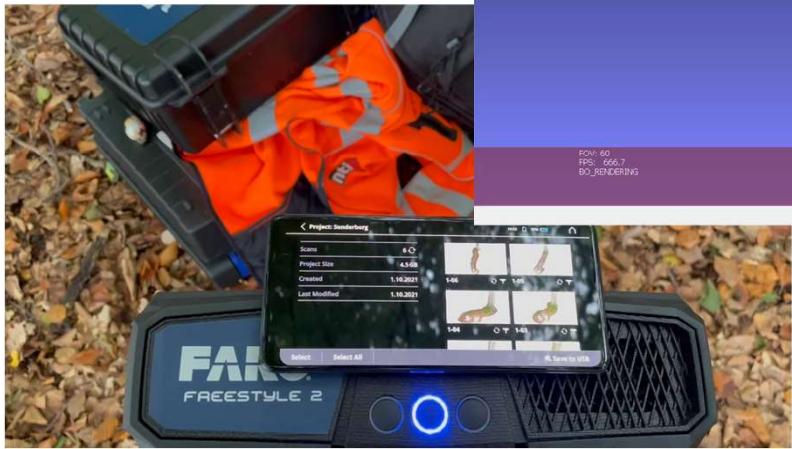 FOV: 60
FPS: 666.7
BO_RENDERING
nti
Project: Sonderborg
Scans 6
Project Size 4.5 GB
Created 1.10.2021
Last Modified 1.10.2021
1-06 1-05
1-04 1-03
Select Select All Save to USB
FARO
FREESTYLE 2